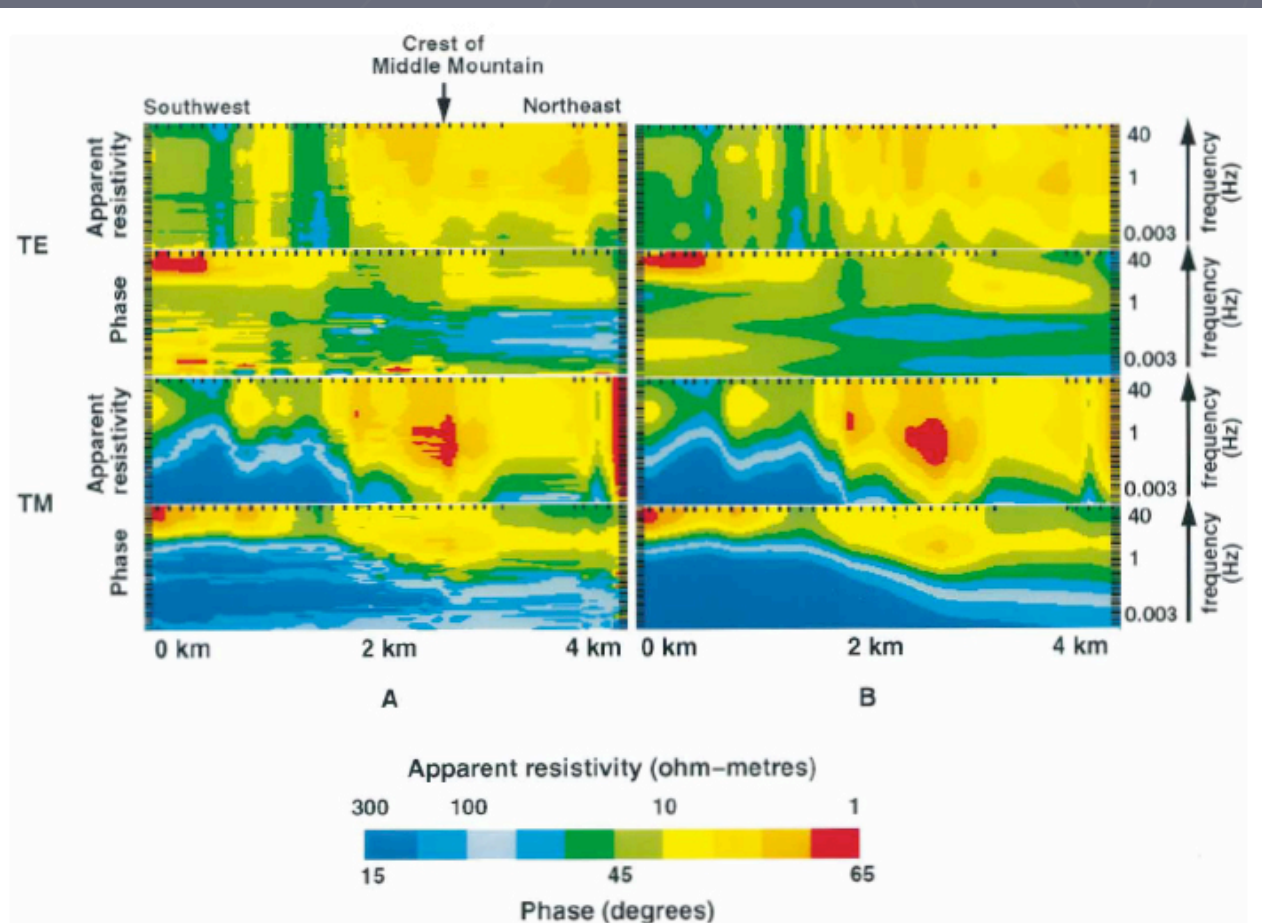 Crest of
Middle Mountain
Southwest
Northeast
TE
Apparent
resistivity
40
1
0.003
frequency
(Hz)
Phase
40
1
0.003
frequency
(Hz)
TM
Apparent
resistivity
40
1
0.003
frequency
(Hz)
Phase
40
1
0.003
frequency
(Hz)
0 km 2 km 4 km 0 km 2 km 4 km
A B
Apparent resistivity (ohm-metres)
300 100 10 1
15 45 65
Phase (degrees)